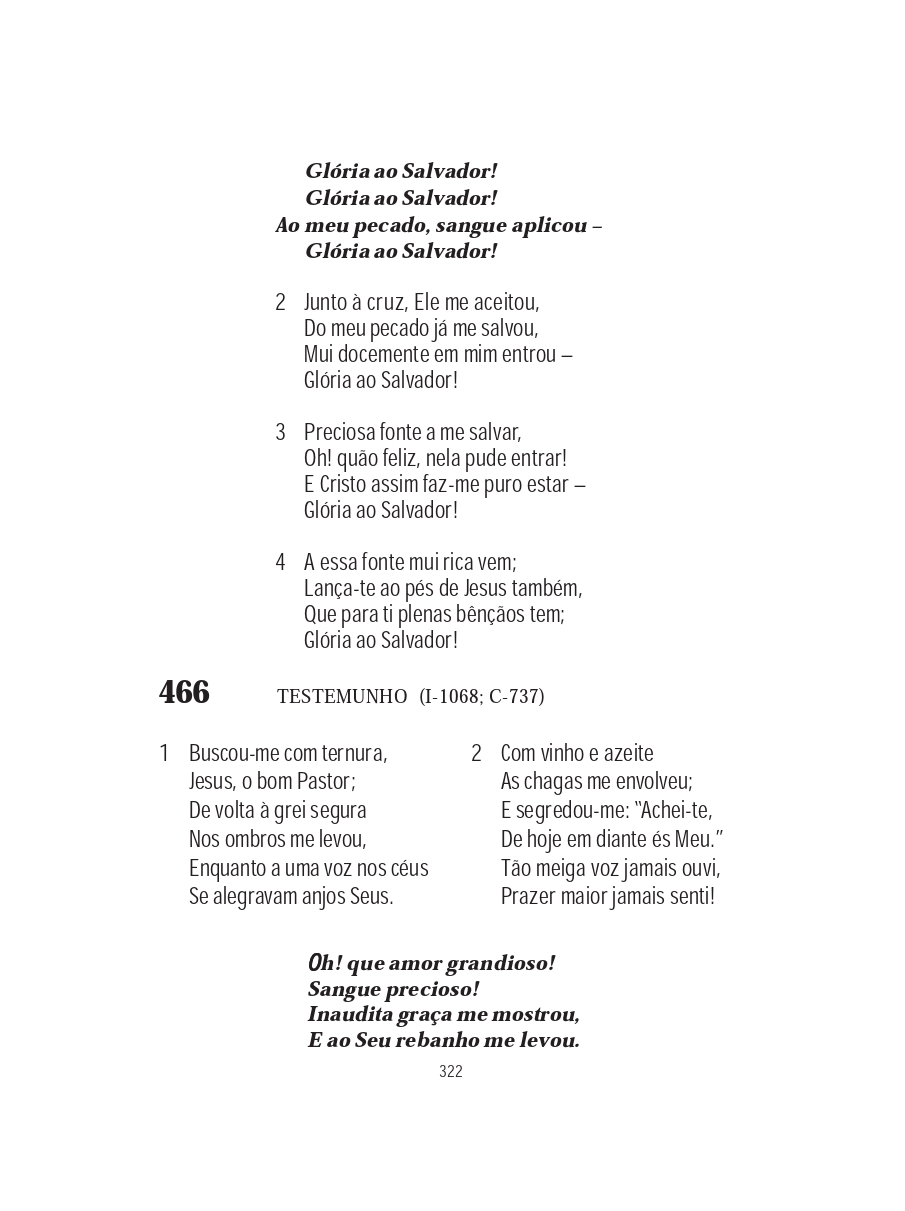 Glória ao Salvador!
Glória ao Salvador!
Ao meu pecado, sangue aplicou –
Glória ao Salvador!
2 Junto à cruz, Ele me aceitou,
Do meu pecado já me salvou,
Mui docemente em mim entrou –
Glória ao Salvador!
3 Preciosa fonte a me salvar,
Oh! quão feliz, nela pude entrar!
E Cristo assim faz-me puro estar –
Glória ao Salvador!
4 A essa fonte mui rica vem;
Lança-te ao pés de Jesus também,
Que para ti plenas bênçãos tem;
Glória ao Salvador!
466 TESTEMUNHO (I-1068; C-737)
1 Buscou-me com ternura,
Jesus, o bom Pastor;
De volta à grei segura
Nos ombros me levou,
Enquanto a uma voz nos céus
Se alegravam anjos Seus.
2 Com vinho e azeite
As chagas me envolveu;
E segredou-me: “Achei-te,
De hoje em diante és Meu.”
Tão meiga voz jamais ouvi,
Prazer maior jamais senti!
Oh! que amor grandioso!
Sangue precioso!
Inaudita graça me mostrou,
E ao Seu rebanho me levou.
322